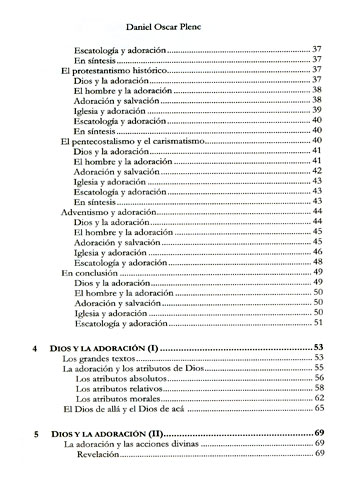 Daniel Oscar Plenc
Escatología y adoración ... 37
En síntesis ... 37
El protestantismo histórico ... 37
Dios y la adoración ... 37
El hombre y la adoración ... 38
Adoración y salvación ... 38
Iglesia y adoración ... 39
Escatología y adoración ... 40
En síntesis ... 40
El pentecostalismo y el carismatismo ... 40
Dios y la adoración ... 41
El hombre y la adoración ... 41
Adoración y salvación ... 42
Iglesia y adoración ... 43
Escatología y adoración ... 43
En síntesis ... 43
Adventismo y adoración ... 44
Dios y la adoración ... 44
El hombre y la adoración ... 45
Adoración y salvación ... 45
Iglesia y adoración ... 46
Escatología y adoración ... 48
En conclusión ... 49
Dios y la adoración ... 49
El hombre y la adoración ... 50
Adoración y salvación ... 50
Iglesia y adoración ... 50
Escatología y adoración ... 51
4 DIOS Y LA ADORACIÓN (I) ... 53
Los grandes textos ... 53
La adoración y los atributos de Dios ... 55
Los atributos absolutos ... 56
Los atributos relativos ... 58
Los atributos morales ... 62
El Dios de allá y el Dios de acá ... 65
5 DIOS Y LA ADORACIÓN (II) ... 69
La adoración y las acciones divinas ... 69
Revelación ... 69